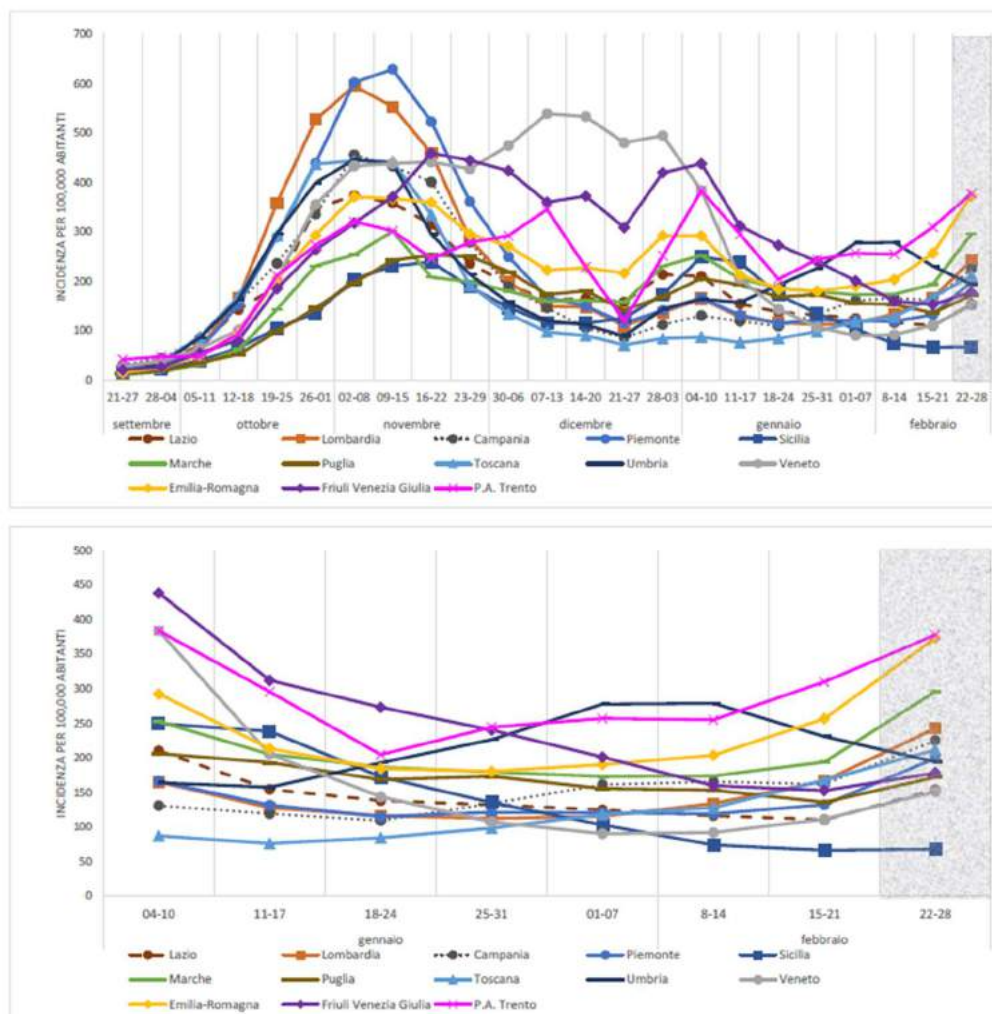 700
600
500
400
300
200
100
0
INCIDENZA PER 100,000 ABITANTI
21-27 28-04 05-11 12-18 19-25 26-01 02-08 09-15 16-22 23-29 30-06 07-13 14-20 21-27 28-03 04-10 11-17 18-24 25-31 01-07 8-14 15-21 22-28
settembre ottobre novembre dicembre gennaio febbraio
Lazio Lombardia Campania Piemonte Sicilia
Marche Puglia Toscana Umbria Veneto
Emilia-Romagna Friuli Venezia Giulia P.A. Trento
500
450
400
350
300
250
200
150
100
50
0
INCIDENZA PER 100,000 ABITANTI
04-10 11-17 18-24 25-31 01-07 8-14 15-21 22-28
gennaio febbraio
Lazio Lombardia Campania Piemonte Sicilia
Marche Puglia Toscana Umbria Veneto
Emilia-Romagna Friuli Venezia Giulia P.A. Trento